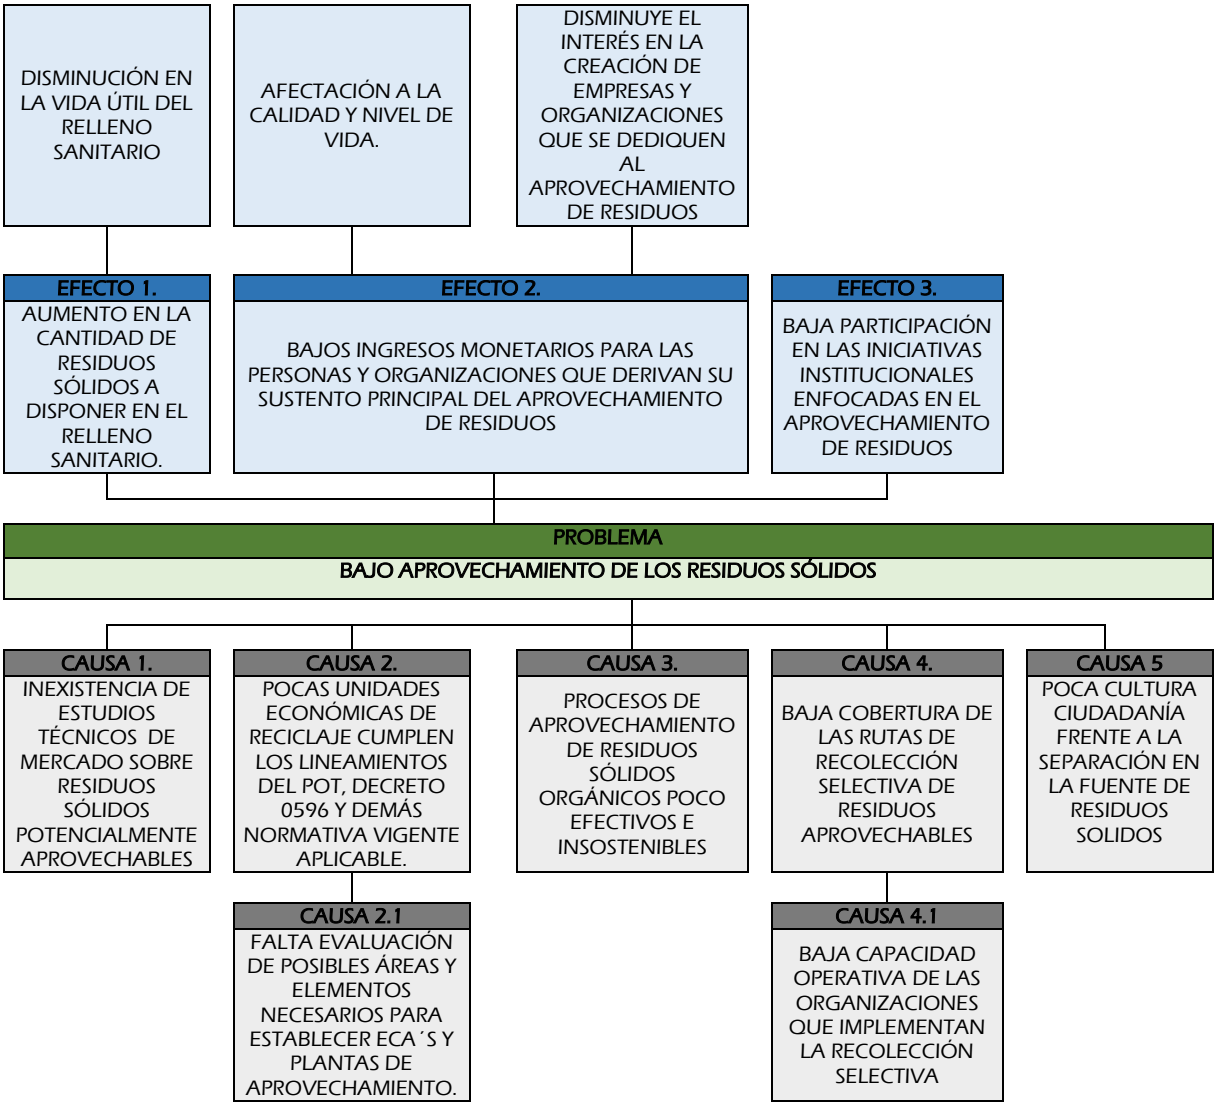 DISMINUCIÓN EN
LA VIDA ÚTIL DEL
RELLENO
SANITARIO
AFECTACIÓN A LA
CALIDAD Y NIVEL DE
VIDA.
DISMINUYE EL
INTERÉS EN LA
CREACIÓN DE
EMPRESAS Y
ORGANIZACIONES
QUE SE DEDIQUEN
AL
APROVECHAMIENTO
DE RESIDUOS
EFECTO 1.
AUMENTO EN LA
CANTIDAD DE
RESIDUOS
SÓLIDOS A
DISPONER EN EL
RELLENO
SANITARIO.
EFECTO 2.
BAJOS INGRESOS MONETARIOS PARA LAS
PERSONAS Y ORGANIZACIONES QUE DERIVAN SU
SUSTENTO PRINCIPAL DEL APROVECHAMIENTO
DE RESIDUOS
EFECTO 3.
BAJA PARTICIPACIÓN
EN LAS INICIATIVAS
INSTITUCIONALES
ENFOCADAS EN EL
APROVECHAMIENTO
DE RESIDUOS
PROBLEMA
BAJO APROVECHAMIENTO DE LOS RESIDUOS SÓLIDOS
CAUSA 1.
INEXISTENCIA DE
ESTUDIOS
TÉCNICOS DE
MERCADO SOBRE
RESIDUOS
SÓLIDOS
POTENCIALMENTE
APROVECHABLES
CAUSA 2.
POCAS UNIDADES
ECONÓMICAS DE
RECICLAJE CUMPLEN
LOS LINEAMIENTOS
DEL POT, DECRETO
0596 Y DEMÁS
NORMATIVA VIGENTE
APLICABLE.
CAUSA 3.
PROCESOS DE
APROVECHAMIENTO
DE RESIDUOS
SÓLIDOS
ORGÁNICOS POCO
EFECTIVOS E
INSOSTENIBLES
CAUSA 4.
BAJA COBERTURA DE
LAS RUTAS DE
RECOLECCIÓN
SELECTIVA DE
RESIDUOS
APROVECHABLES
CAUSA 5
POCA CULTURA
CIUDADANÍA
FRENTE A LA
SEPARACIÓN EN
LA FUENTE DE
RESIDUOS
SOLIDOS
CAUSA 2.1
FALTA EVALUACIÓN
DE POSIBLES ÁREAS Y
ELEMENTOS
NECESARIOS PARA
ESTABLECER ECA´S Y
PLANTAS DE
APROVECHAMIENTO.
CAUSA 4.1
BAJA CAPACIDAD
OPERATIVA DE LAS
ORGANIZACIONES
QUE IMPLEMENTAN
LA RECOLECCIÓN
SELECTIVA